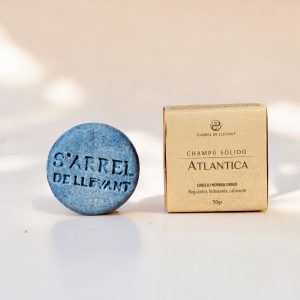 S'ARREL
DE LLEVANT
S'ARREL DE LLEVANT
CHAMPÚ SÓLIDO
ATLANTICA
CABELLO NORMAL-GRASO
Regulador, hidratante, calmante
50gr